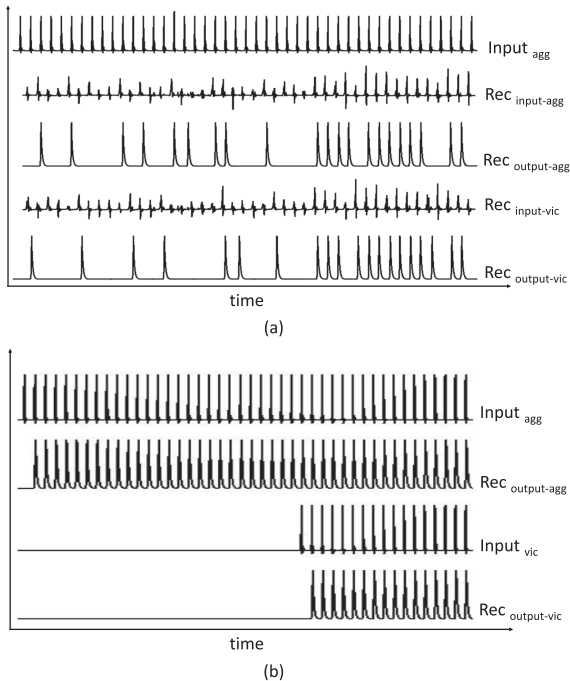 Input agg
Rec input-agg
Rec output-agg
Rec input-vic
Rec output-vic
time
(a)
Input agg
Rec output-agg
Input vic
Rec output-vic
time
(b)